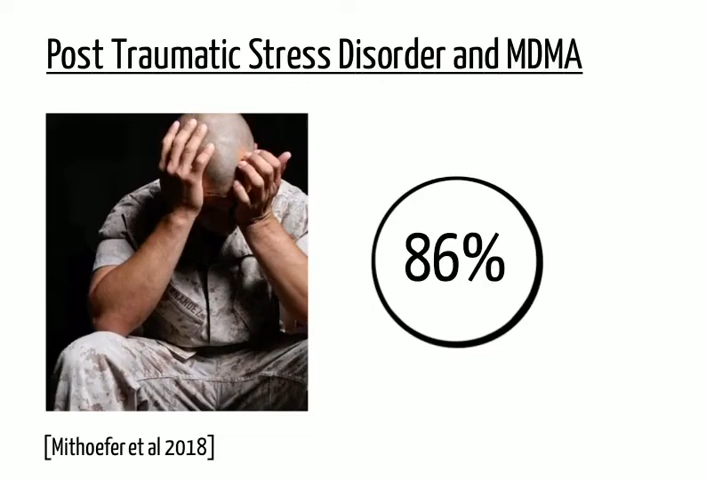 Post Traumatic Stress Disorder and MDMA
86%
[Mithoefer et al 2018]